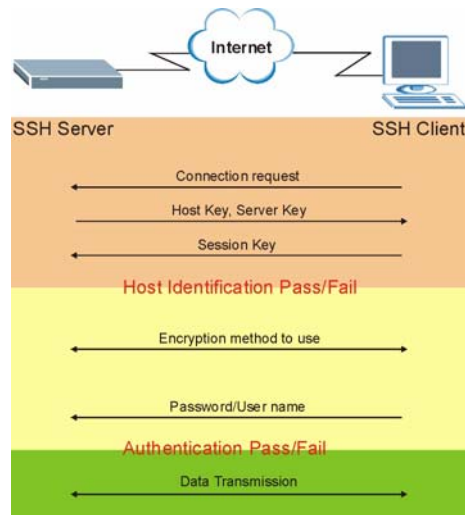 Internet
SSH Server
SSH Client
Connection request
Host Key, Server Key
Session Key
Host Identification Pass/Fail
Encryption method to use
Password/User name
Authentication Pass/Fail
Data Transmission